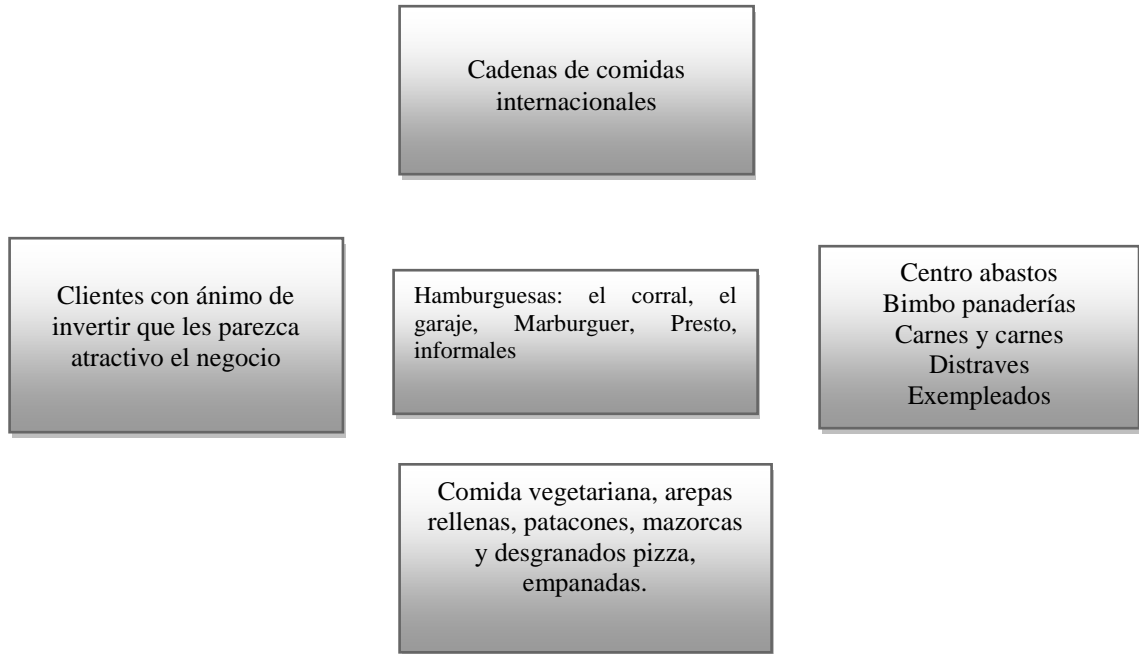 Cadenas de comidas
internacionales
Clientes con ánimo de
invertir que les parezca
atractivo el negocio
Hamburguesas: el corral, el
garaje, Marburguer, Presto,
informales
Centro abastos
Bimbo panaderías
Carnes y carnes
Distraves
Exempleados
Comida vegetariana, arepas
rellenas, patacones, mazorcas
y desgranados pizza,
empanadas.